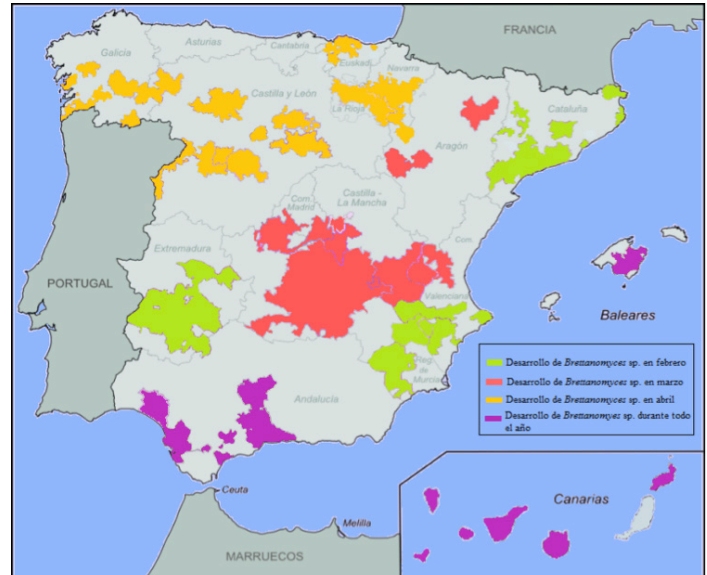 FRANCIA
Asturias
Cantabria
Galicia
Euskadi
Navarra
Castilla y León
La Rioja
Cataluña
Aragón
Com. Madrid
Castilla -
La Mancha
Com.
Valenciana
Extremadura
PORTUGAL
Baleares
Reg. de Murcia
Andalucía
Desarrollo de Brettanomyces sp. en febrero
Desarrollo de Brettanomyces sp. en marzo
Desarrollo de Brettanomyces sp. en abril
Desarrollo de Brettanomyes sp. durante todo
el año
Ceuta
Canarias
Melilla
MARRUECOS